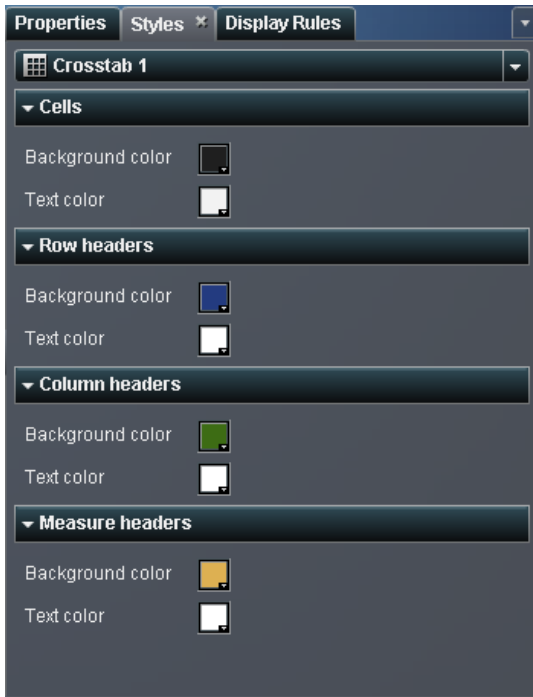 Properties Styles Display Rules
Crosstab 1
Cells
Background color
Text color
Row headers
Background color
Text color
Column headers
Background color
Text color
Measure headers
Background color
Text color